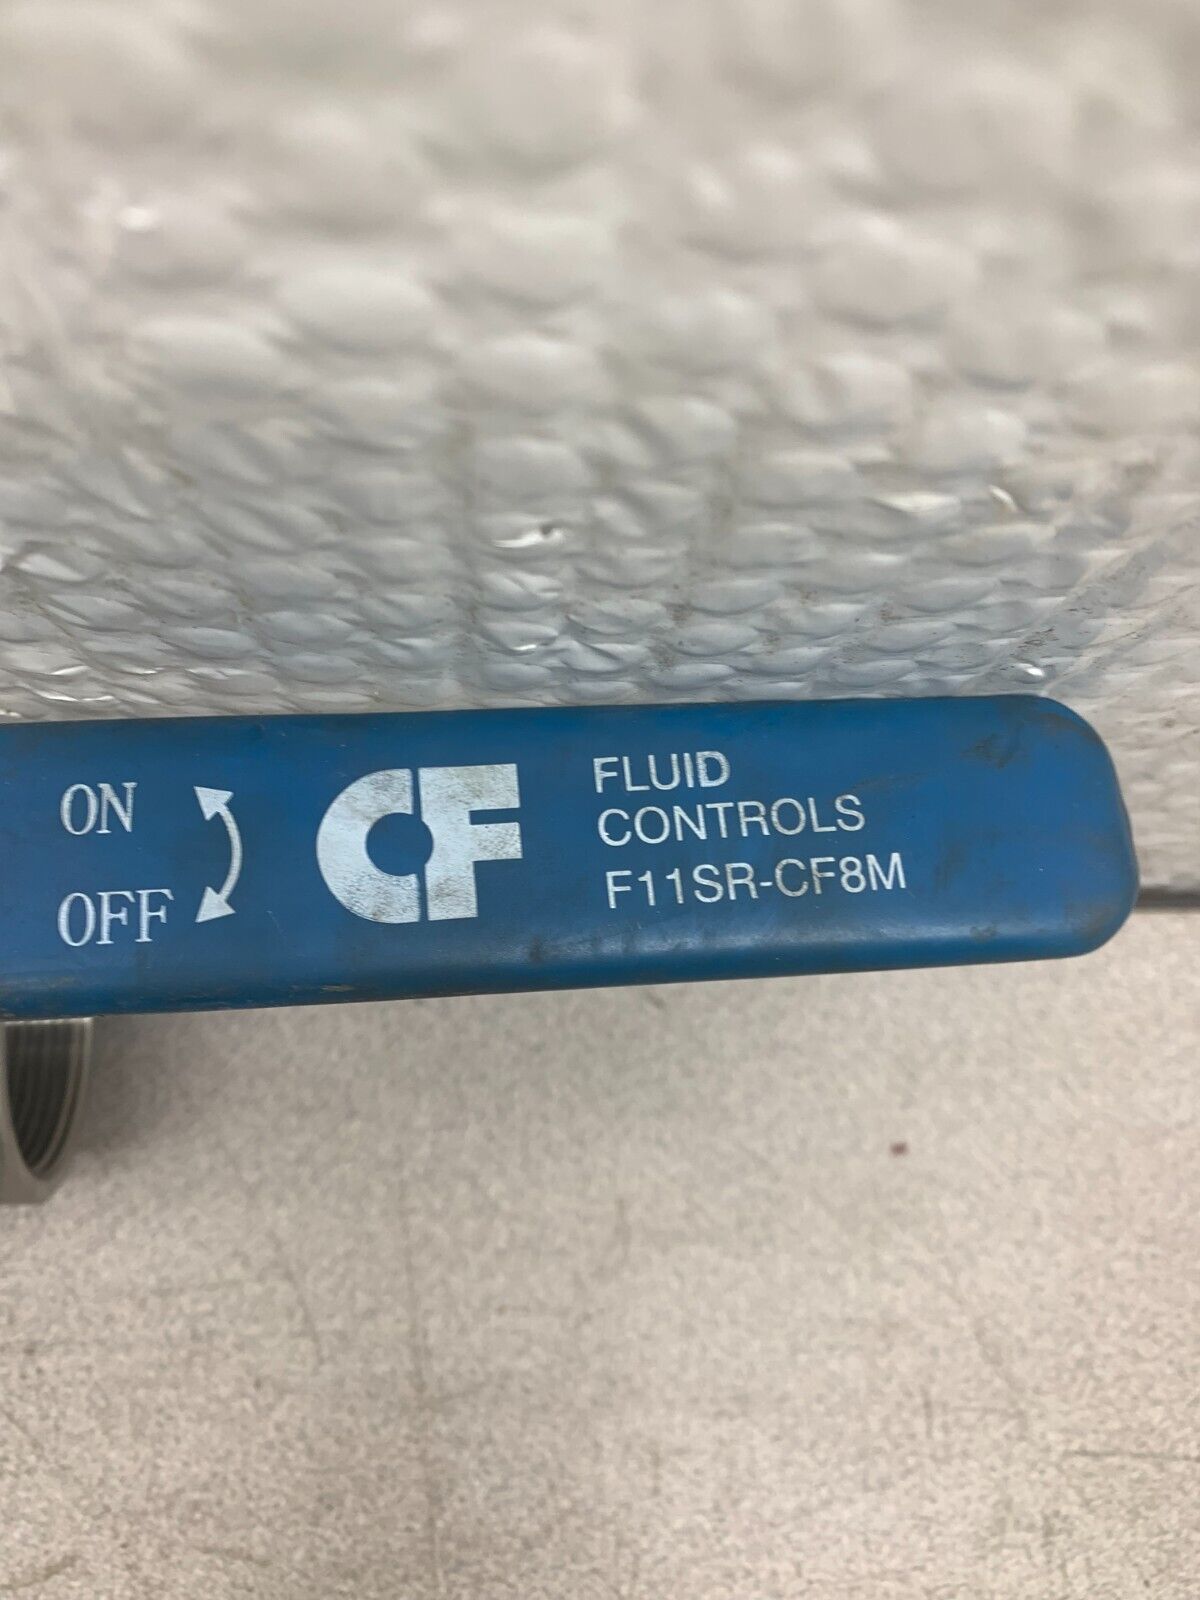 ON
OFF
CF
FLUID
CONTROLS
F11SR-CF8M